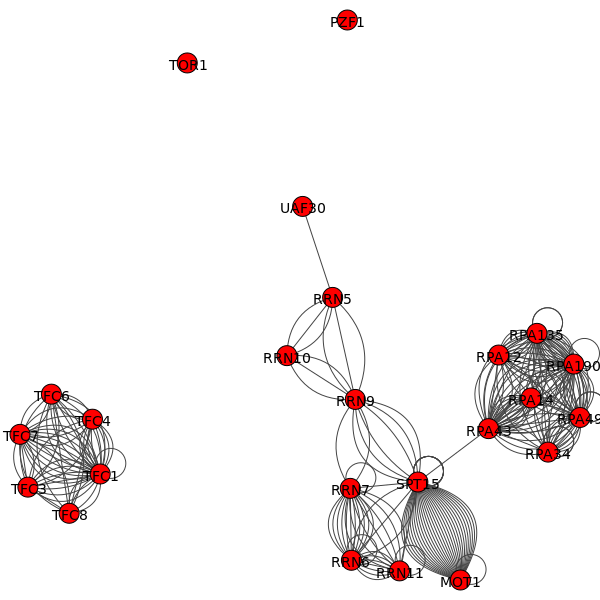 PZF1
TOR1
UAF30
RRN5
RPA135
RRN10
RPA12
RPA190
TFC6
RRN9
RPA14
TFC4
RPA49
TFC7
RPA43
RPA34
TFC1
SPT15
TFC3
RRN7
TFC8
RRN6
RRN11
MOT1